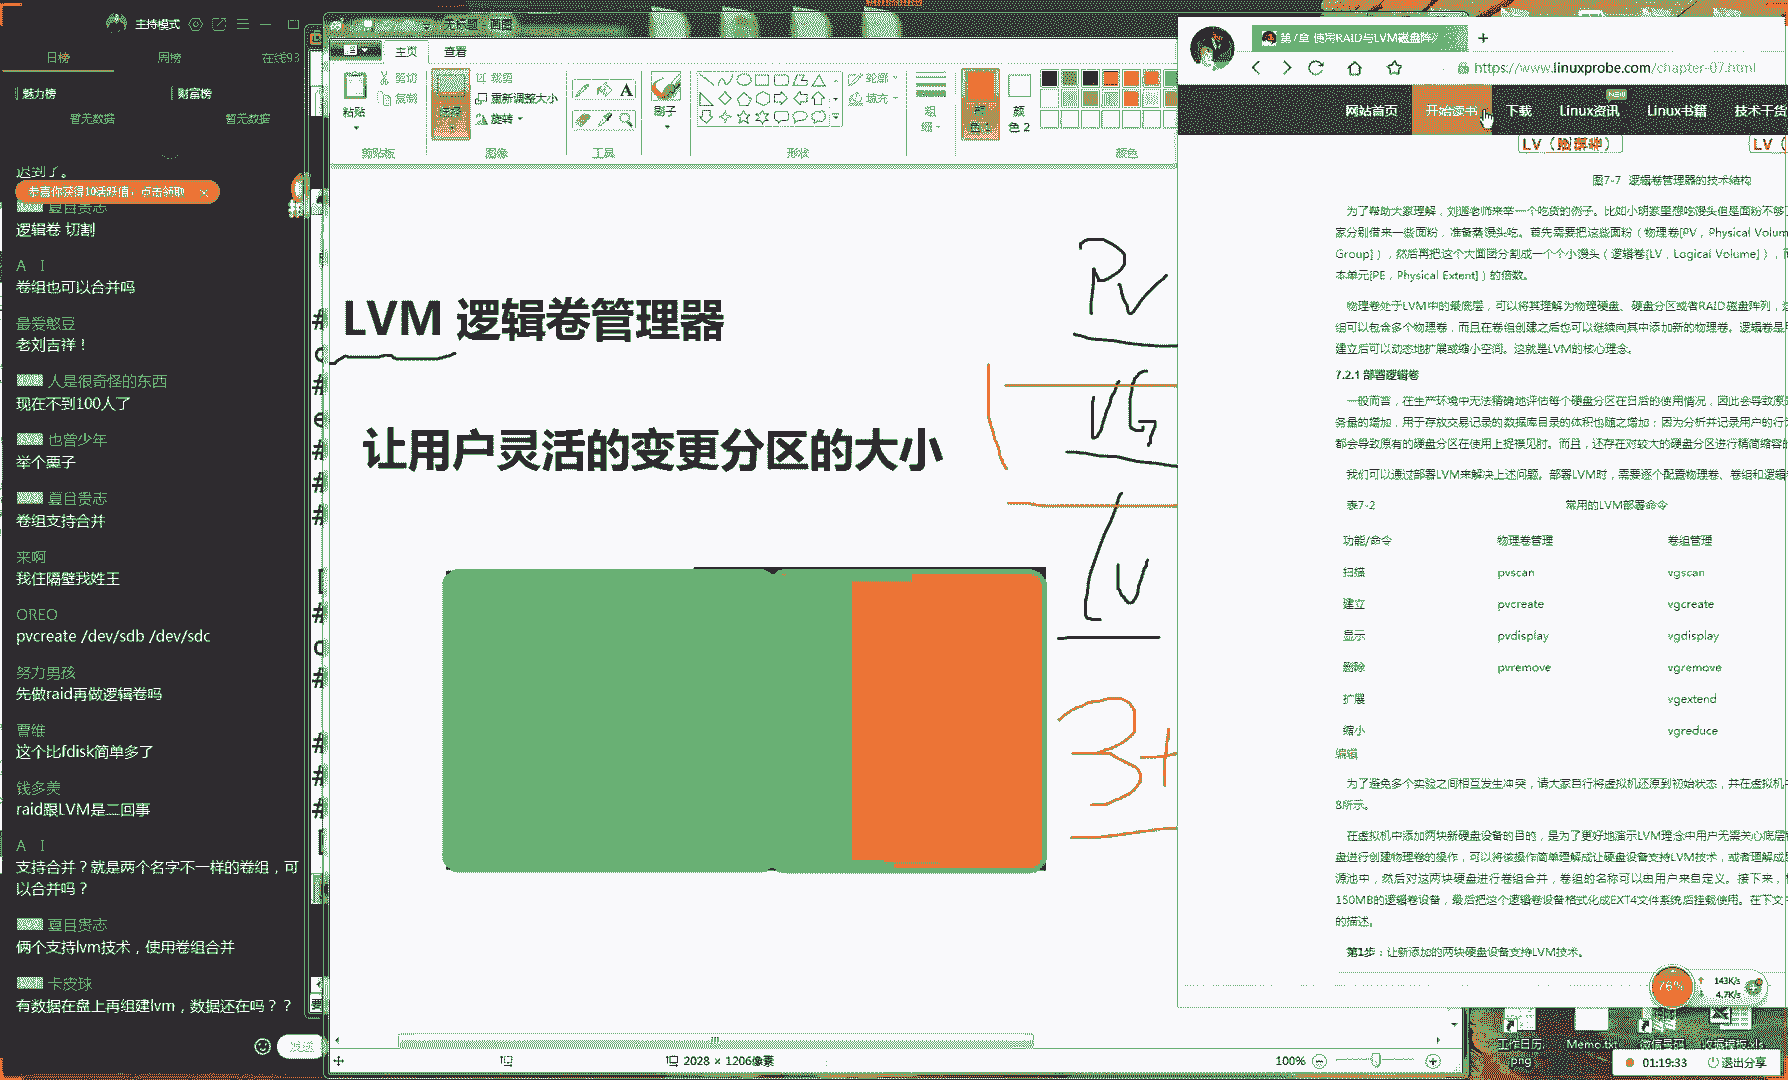 主持模式
日榜 周榜 在线93
魅力榜 财富榜
暂无数据 暂无数据
迟到了。
恭喜你获得10活跃值，点击领取
夏目贵志
逻辑卷 切割
A I
卷组也可以合并吗
最爱憨豆
老刘吉祥！
人是很奇怪的东西
现在不到100人了
也曾少年
举个栗子
夏目贵志
卷组支持合并
来啊
我住隔壁我姓王
OREO
pvcreate /dev/sdb /dev/sdc
努力男孩
先做raid再做逻辑卷吗
曹维
这个比fdisk简单多了
钱多美
raid跟LVM是二回事
A I
支持合并？就是两个名字不一样的卷组，可
以合并吗？
夏目贵志
俩个支持lvm技术，使用卷组合并
卡皮球
有数据在盘上再组建lvm，数据还在吗？？
发送
无标题 - 画图
主页 查看
粘贴
剪切
复制
剪贴板
选择
裁剪
重新调整大小
旋转
图像
工具
刷子
轮廓
填充
形状
粗细
颜色 1
颜色 2
颜色
LVM 逻辑卷管理器
让用户灵活的变更分区的大小
PV
VG
LV
3+
2028 × 1206像素
100%
第7章 使用RAID与LVM磁盘阵列
https://www.linuxprobe.com/chapter-07.html
网站首页 开始读书 下载 Linux资讯 NEW Linux书籍 技术干货
LV（逻辑卷） LV（
图7-7 逻辑卷管理器的技术结构
为了帮助大家理解，刘遄老师来举一个吃货的例子。比如小明家里想吃馒头但是面粉不够了
家分别借来一些面粉，准备蒸馒头吃。首先需要把这些面粉（物理卷[PV，Physical Volum
Group]），然后再把这个大面团分割成一个个小馒头（逻辑卷[LV，Logical Volume]），而
本单元[PE，Physical Extent]）的倍数。
物理卷处于LVM中的最底层，可以将其理解为物理硬盘、硬盘分区或者RAID磁盘阵列，这
组可以包含多个物理卷，而且在卷组创建之后也可以继续向其中添加新的物理卷。逻辑卷是用
建立后可以动态地扩展或缩小空间。这就是LVM的核心理念。
7.2.1 部署逻辑卷
一般而言，在生产环境中无法精确地评估每个硬盘分区在日后的使用情况，因此会导致原
务量的增加，用于存放交易记录的数据库目录的体积也随之增加；因为分析并记录用户的行为
都会导致原有的硬盘分区在使用上捉襟见肘。而且，还存在对较大的硬盘分区进行精简缩容的
我们可以通过部署LVM来解决上述问题。部署LVM时，需要逐个配置物理卷、卷组和逻辑卷
表7-2 常用的LVM部署命令
功能/命令 物理卷管理 卷组管理
扫描 pvscan vgscan
建立 pvcreate vgcreate
显示 pvdisplay vgdisplay
删除 pvremove vgremove
扩展 vgextend
缩小 vgreduce
编辑
为了避免多个实验之间相互发生冲突，请大家自行将虚拟机还原到初始状态，并在虚拟机中
8所示。
在虚拟机中添加两块新硬盘设备的目的，是为了更好地演示LVM理念中用户无需关心底层
盘进行创建物理卷的操作，可以将该操作简单理解成让硬盘设备支持LVM技术，或者理解成
源池中，然后对这两块硬盘进行卷组合并，卷组的名称可以由用户来自定义。接下来，
150MB的逻辑卷设备，最后把这个逻辑卷设备格式化成EXT4文件系统后挂载使用。在下文
的描述。
第1步：让新添加的两块硬盘设备支持LVM技术。
76%
143K/s
4.7K/s
工作日历.png
Memo.txt
微信号码
收据模板.xls
01:19:33 退出分享